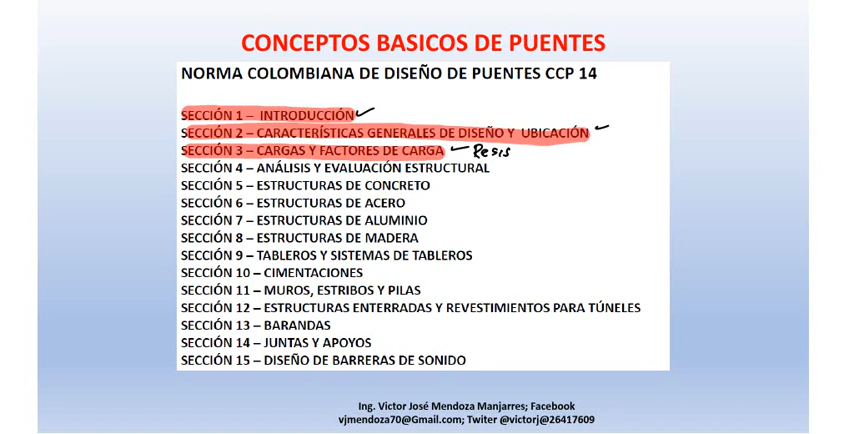 CONCEPTOS BASICOS DE PUENTES
NORMA COLOMBIANA DE DISEÑO DE PUENTES CCP 14
SECCIÓN 1 – INTRODUCCIÓN
SECCIÓN 2 – CARACTERÍSTICAS GENERALES DE DISEÑO Y UBICACIÓN
SECCIÓN 3 – CARGAS Y FACTORES DE CARGA Resis
SECCIÓN 4 – ANÁLISIS Y EVALUACIÓN ESTRUCTURAL
SECCIÓN 5 – ESTRUCTURAS DE CONCRETO
SECCIÓN 6 – ESTRUCTURAS DE ACERO
SECCIÓN 7 – ESTRUCTURAS DE ALUMINIO
SECCIÓN 8 – ESTRUCTURAS DE MADERA
SECCIÓN 9 – TABLEROS Y SISTEMAS DE TABLEROS
SECCIÓN 10 – CIMENTACIONES
SECCIÓN 11 – MUROS, ESTRIBOS Y PILAS
SECCIÓN 12 – ESTRUCTURAS ENTERRADAS Y REVESTIMIENTOS PARA TÚNELES
SECCIÓN 13 – BARANDAS
SECCIÓN 14 – JUNTAS Y APOYOS
SECCIÓN 15 – DISEÑO DE BARRERAS DE SONIDO
Ing. Victor José Mendoza Manjarres; Facebook
vjmendoza70@Gmail.com; Twiter @victorj@26417609